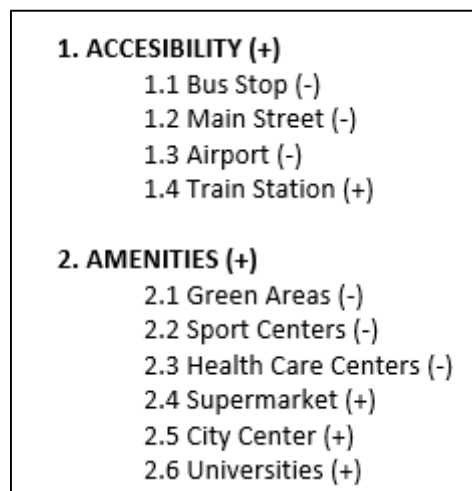 1. ACCESIBILITY (+)
1.1 Bus Stop (-)
1.2 Main Street (-)
1.3 Airport (-)
1.4 Train Station (+)
2. AMENITIES (+)
2.1 Green Areas (-)
2.2 Sport Centers (-)
2.3 Health Care Centers (-)
2.4 Supermarket (+)
2.5 City Center (+)
2.6 Universities (+)